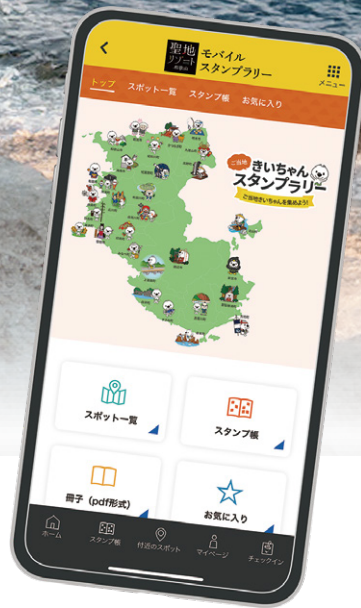 聖地
リゾート
和歌山
モバイル
スタンプラリー
メニュー
トップ スポット一覧 スタンプ帳 お気に入り
ご当地
きいちゃん
スタンプラリー
ご当地きいちゃんを集めよう!
スポット一覧
スタンプ帳
冊子（pdf形式）
お気に入り
ホーム
スタンプ帳
付近のスポット
マイページ
チェックイン